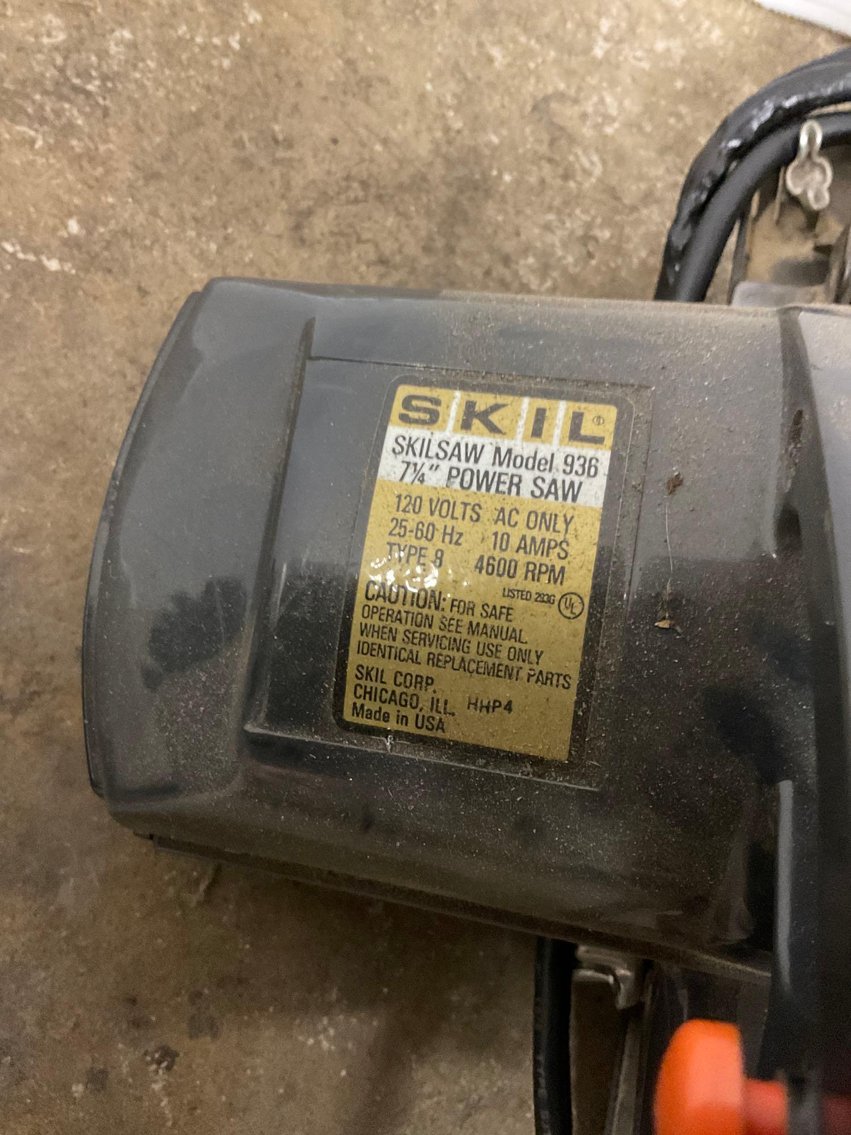 SKIL®
SKILSAW Model 936
7¼" POWER SAW
120 VOLTS AC ONLY
25-60 Hz 10 AMPS
TYPE 8 4600 RPM
LISTED 293G UL
CAUTION: FOR SAFE
OPERATION SEE MANUAL.
WHEN SERVICING USE ONLY
IDENTICAL REPLACEMENT PARTS
SKIL CORP.
CHICAGO, ILL. HHP4
Made in USA